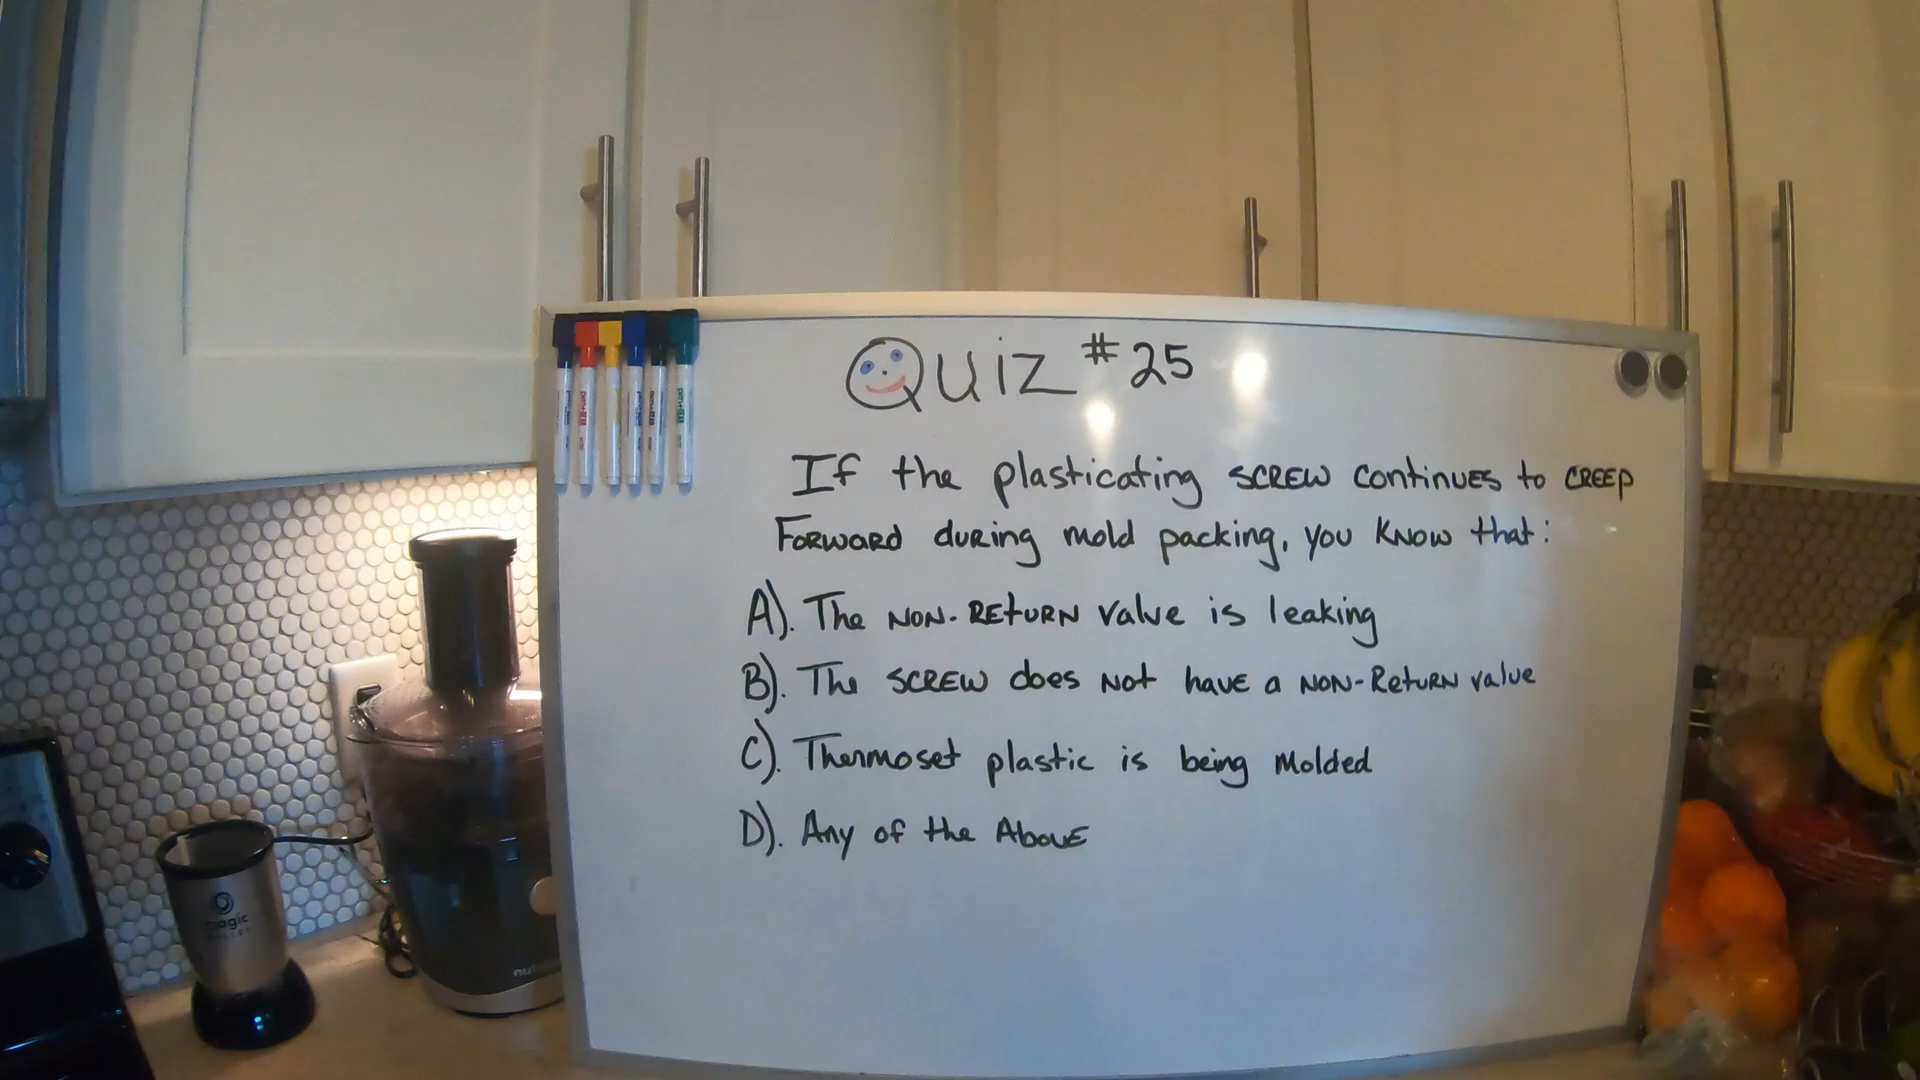 Quiz #25
If the plasticating screw continues to creep
Forward during mold packing, you know that:
A). The non-return valve is leaking
B). The screw does not have a non-return valve
C). Thermoset plastic is being molded
D). Any of the Above
magic
nu